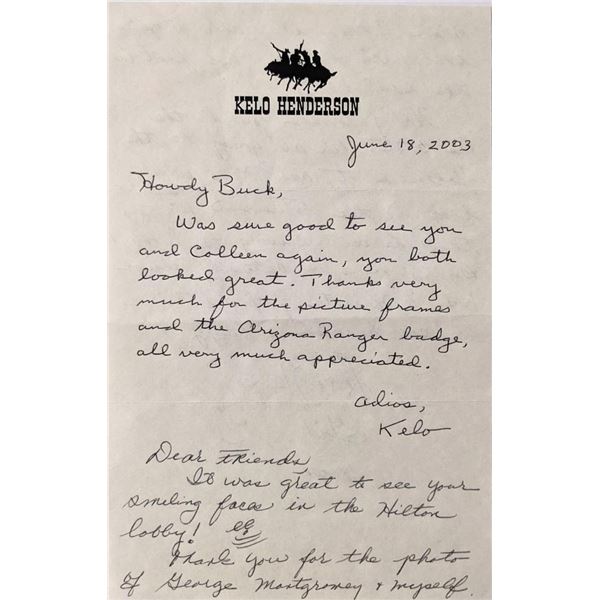 KELO HENDERSON
June 18, 2003
Howdy Buck,
Was sure good to see you
and Colleen again, you both
looked great. Thanks very
much for the picture frames
and the Arizona Ranger badge,
all very much appreciated.
Adios,
Kelo
Dear Friends,
It was great to see your
smiling faces in the Hilton
lobby!
Thank you for the photo
of George Montgromey & myself.